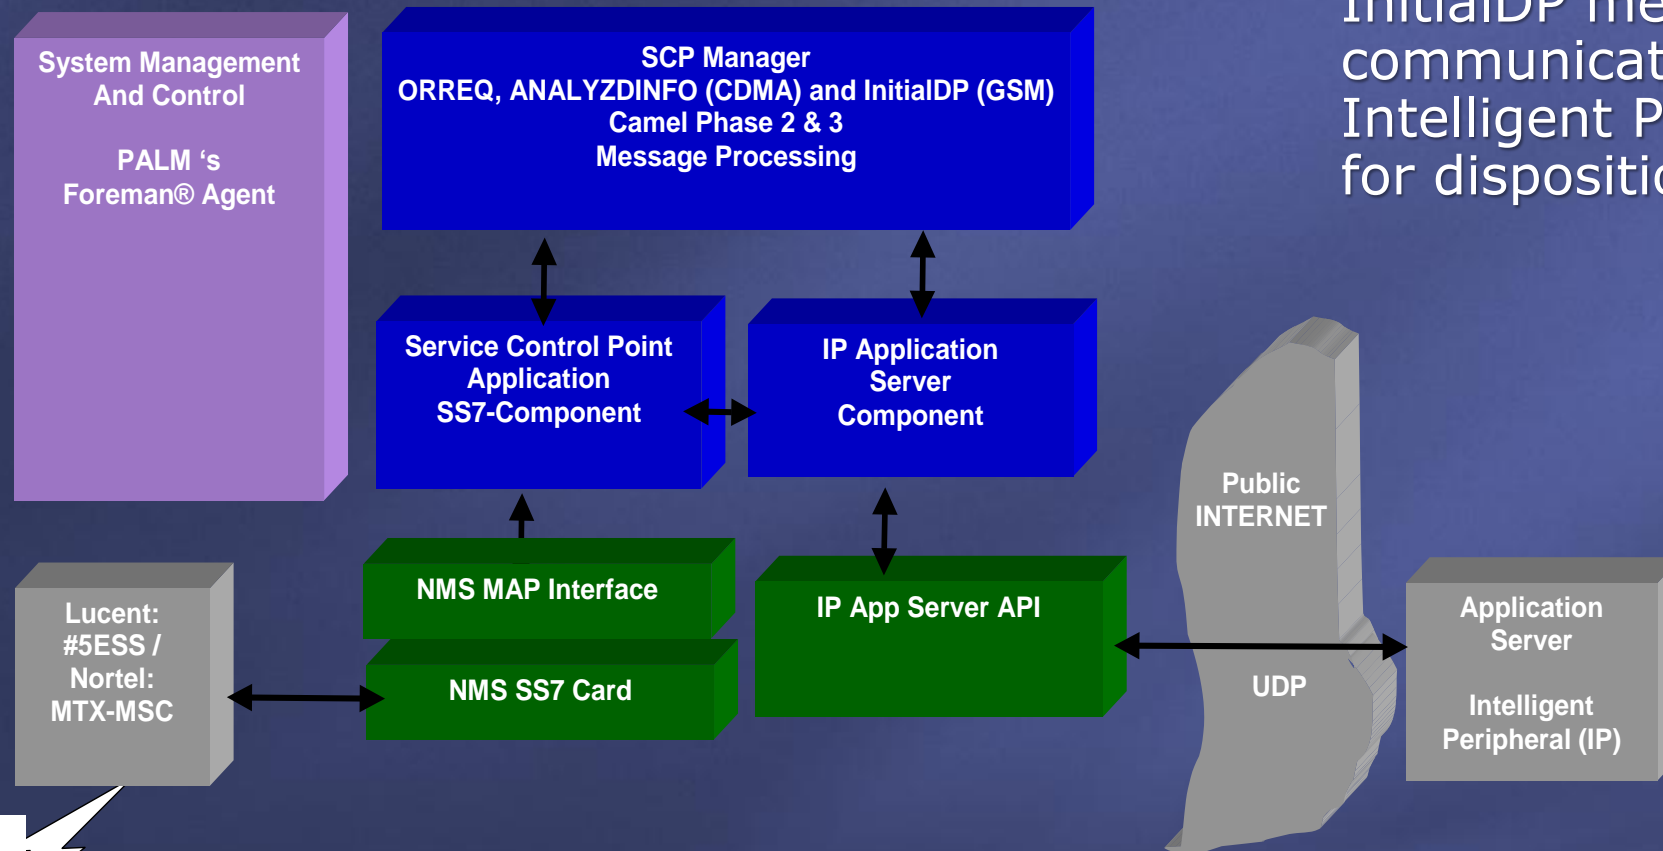 InitialDP
communicat
Intelligent P
for dispositio
System Management
And Control
PALM ‘s
Foreman® Agent
SCP Manager
ORREQ, ANALYZDINFO (CDMA) and InitialDP (GSM)
Camel Phase 2 & 3
Message Processing
Service Control Point
Application
SS7-Component
IP Application
Server
Component
Public
INTERNET
NMS MAP Interface
IP App Server API
Lucent:
#5ESS /
Nortel:
MTX-MSC
NMS SS7 Card
UDP
Application
Server
Intelligent
Peripheral (IP)